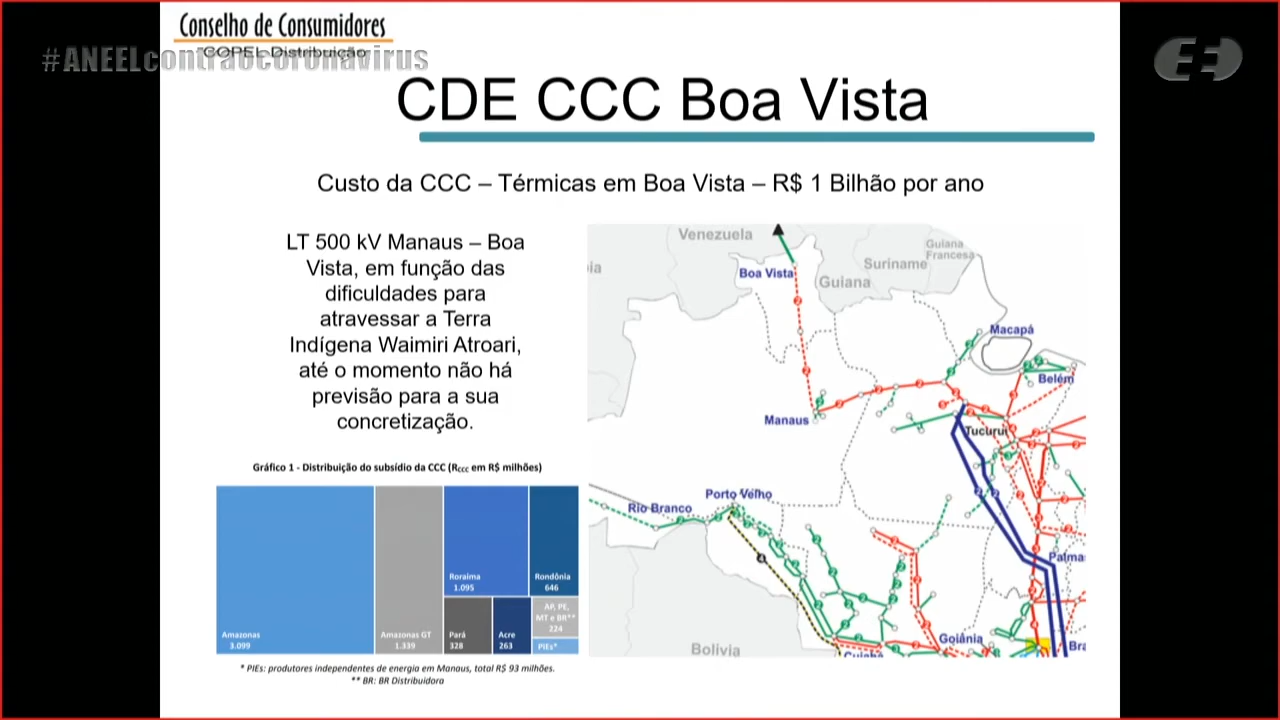 Conselho de Consumidores
COPEL Distribuição
#ANEELcontraocoronavirus
CDE CCC Boa Vista
Custo da CCC – Térmicas em Boa Vista – R$ 1 Bilhão por ano
LT 500 kV Manaus – Boa
Vista, em função das
dificuldades para
atravessar a Terra
Indígena Waimiri Atroari,
até o momento não há
previsão para a sua
concretização.
Gráfico 1 - Distribuição do subsídio da CCC (RCCC em R$ milhões)
Amazonas
3.099
Amazonas GT
1.339
Roraima
1.095
Rondônia
646
Pará
328
Acre
263
AP, PE,
MT e BR**
224
PIEs*
* PIEs: produtores independentes de energia em Manaus, total R$ 93 milhões.
** BR: BR Distribuidora
Venezuela
Guiana
Francesa
Suriname
Guiana
Boa Vista
Macapá
Belém
Manaus
Tucuruí
Porto Velho
Rio Branco
Palma
Goiânia
Bra
Bolivia
Cuiabá
ia